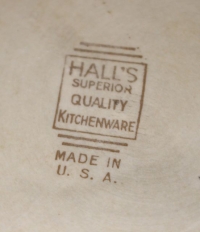 HALL'S
SUPERIOR
QUALITY
KITCHENWARE
MADE IN
U. S. A.